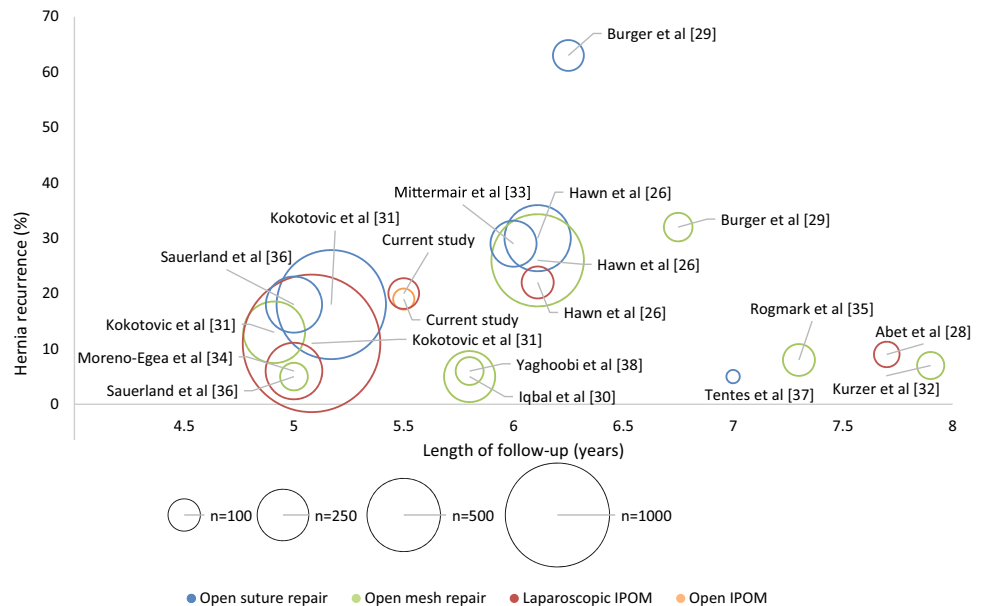 70
60
50
40
30
20
10
0
Hernia recurrence (%)
Burger et al [29]
Mittermair et al [33]
Hawn et al [26]
Kokotovic et al [31]
Burger et al [29]
Current study
Sauerland et al [36]
Hawn et al [26]
Rogmark et al [35]
Hawn et al [26]
Current study
Kokotovic et al [31]
Abet et al [28]
Kokotovic et al [31]
Moreno-Egea et al [34]
Yaghoobi et al [38]
Sauerland et al [36]
Iqbal et al [30]
Tentes et al [37]
Kurzer et al [32]
4.5 5 5.5 6 6.5 7 7.5 8
Length of follow-up (years)
n=100 n=250 n=500 n=1000
Open suture repair Open mesh repair Laparoscopic IPOM Open IPOM